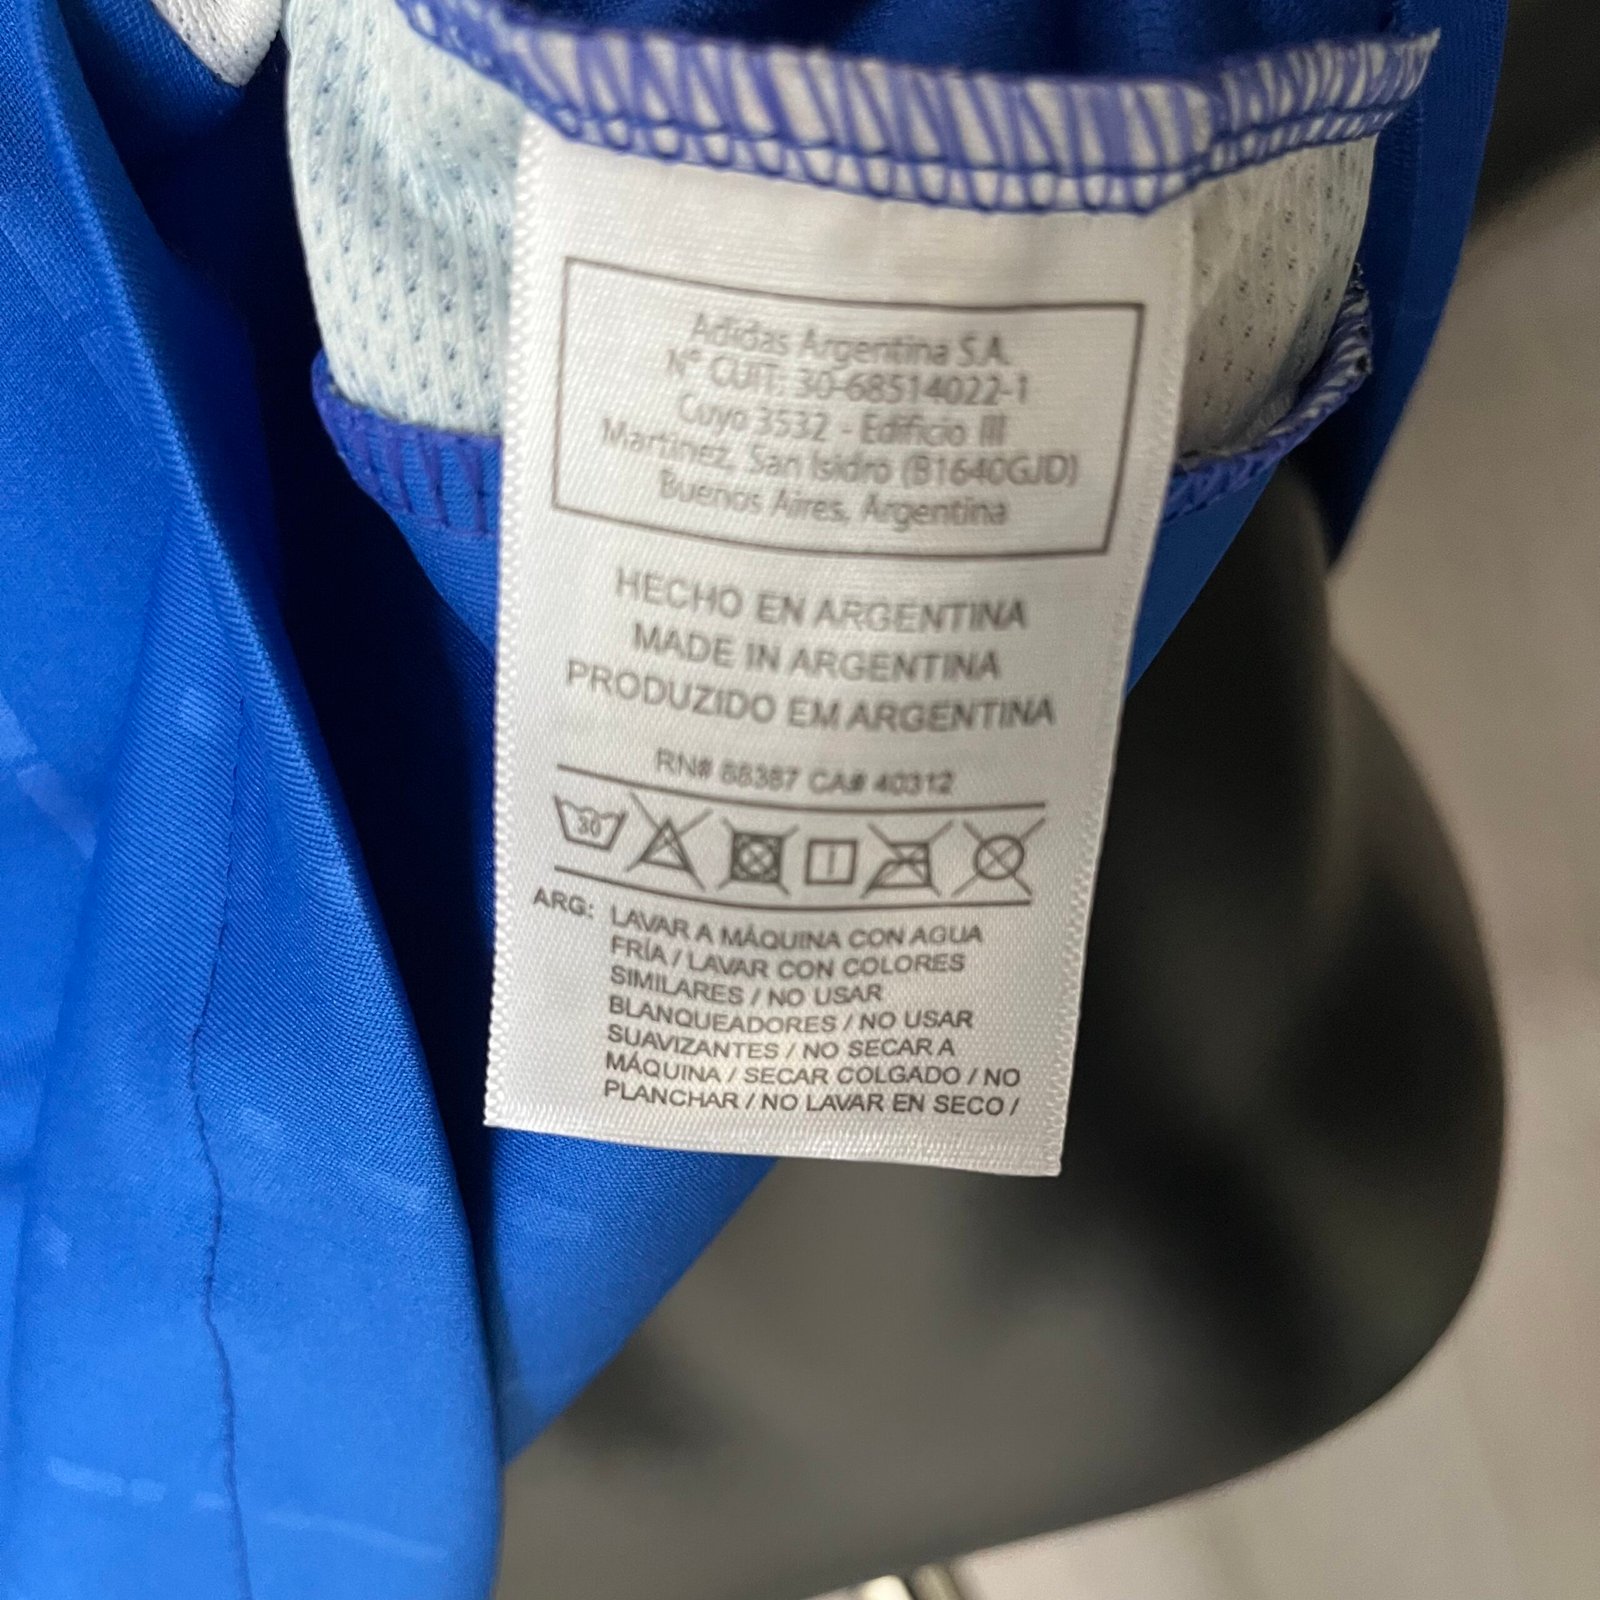 Adidas Argentina S.A.
N° CUIT: 30-68514022-1
Cuyo 3532 - Edificio III
Martinez, San Isidro (B1640GJD)
Buenos Aires, Argentina
HECHO EN ARGENTINA
MADE IN ARGENTINA
PRODUZIDO EM ARGENTINA
RN# 88387 CA# 40312
30
ARG: LAVAR A MÁQUINA CON AGUA
FRÍA / LAVAR CON COLORES
SIMILARES / NO USAR
BLANQUEADORES / NO USAR
SUAVIZANTES / NO SECAR A
MÁQUINA / SECAR COLGADO / NO
PLANCHAR / NO LAVAR EN SECO /